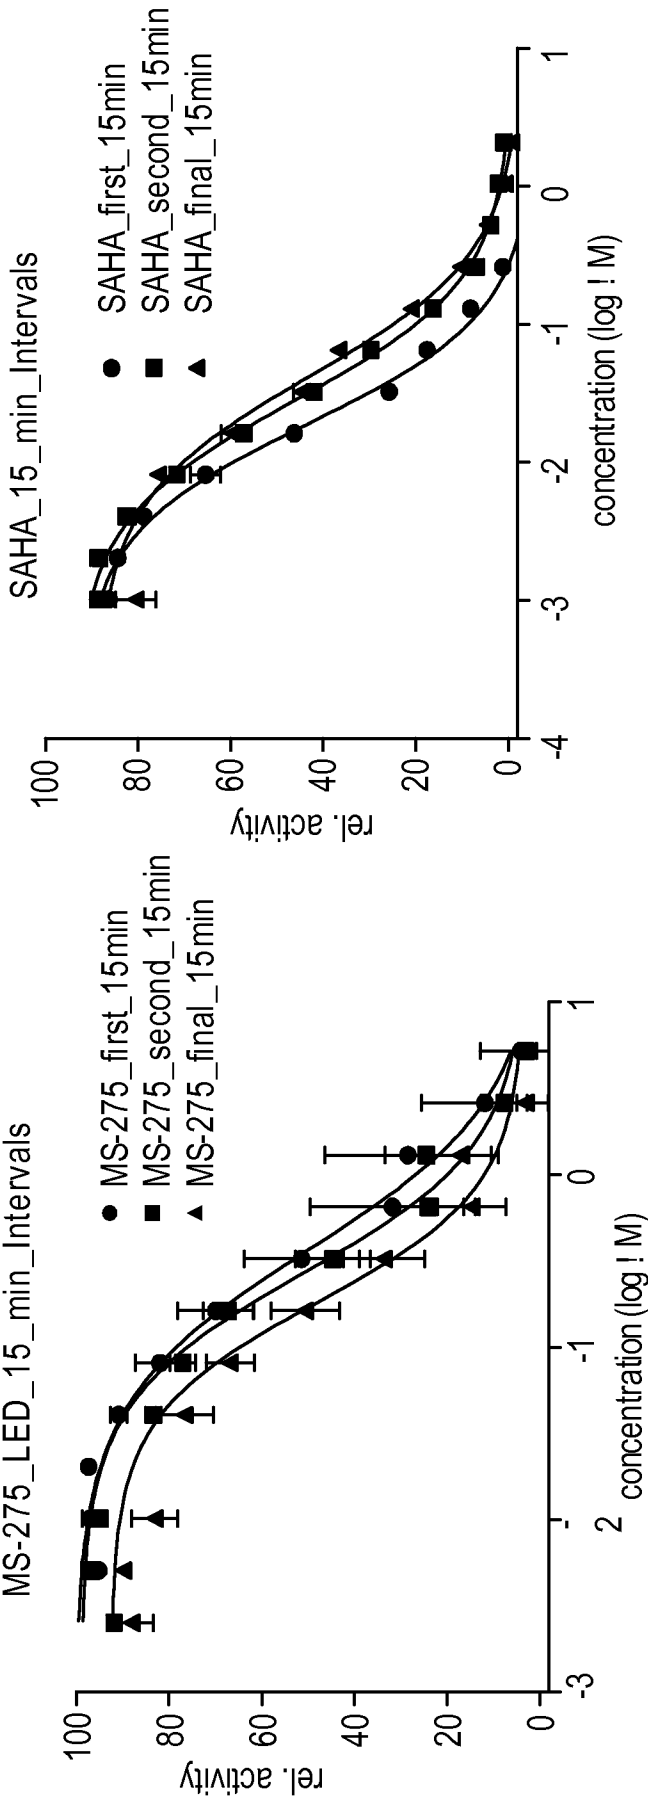 MS-275_LED_15_min_Intervals
MS-275_first_15min
MS-275_second_15min
MS-275_final_15min
rel. activity
100
80
60
40
20
0
-3
-
2
-1
0
1
concentration (log ! M)
SAHA_15_min_Intervals
SAHA_first_15min
SAHA_second_15min
SAHA_final_15min
rel. activity
100
80
60
40
20
0
-4
-3
-2
-1
0
1
concentration (log ! M)